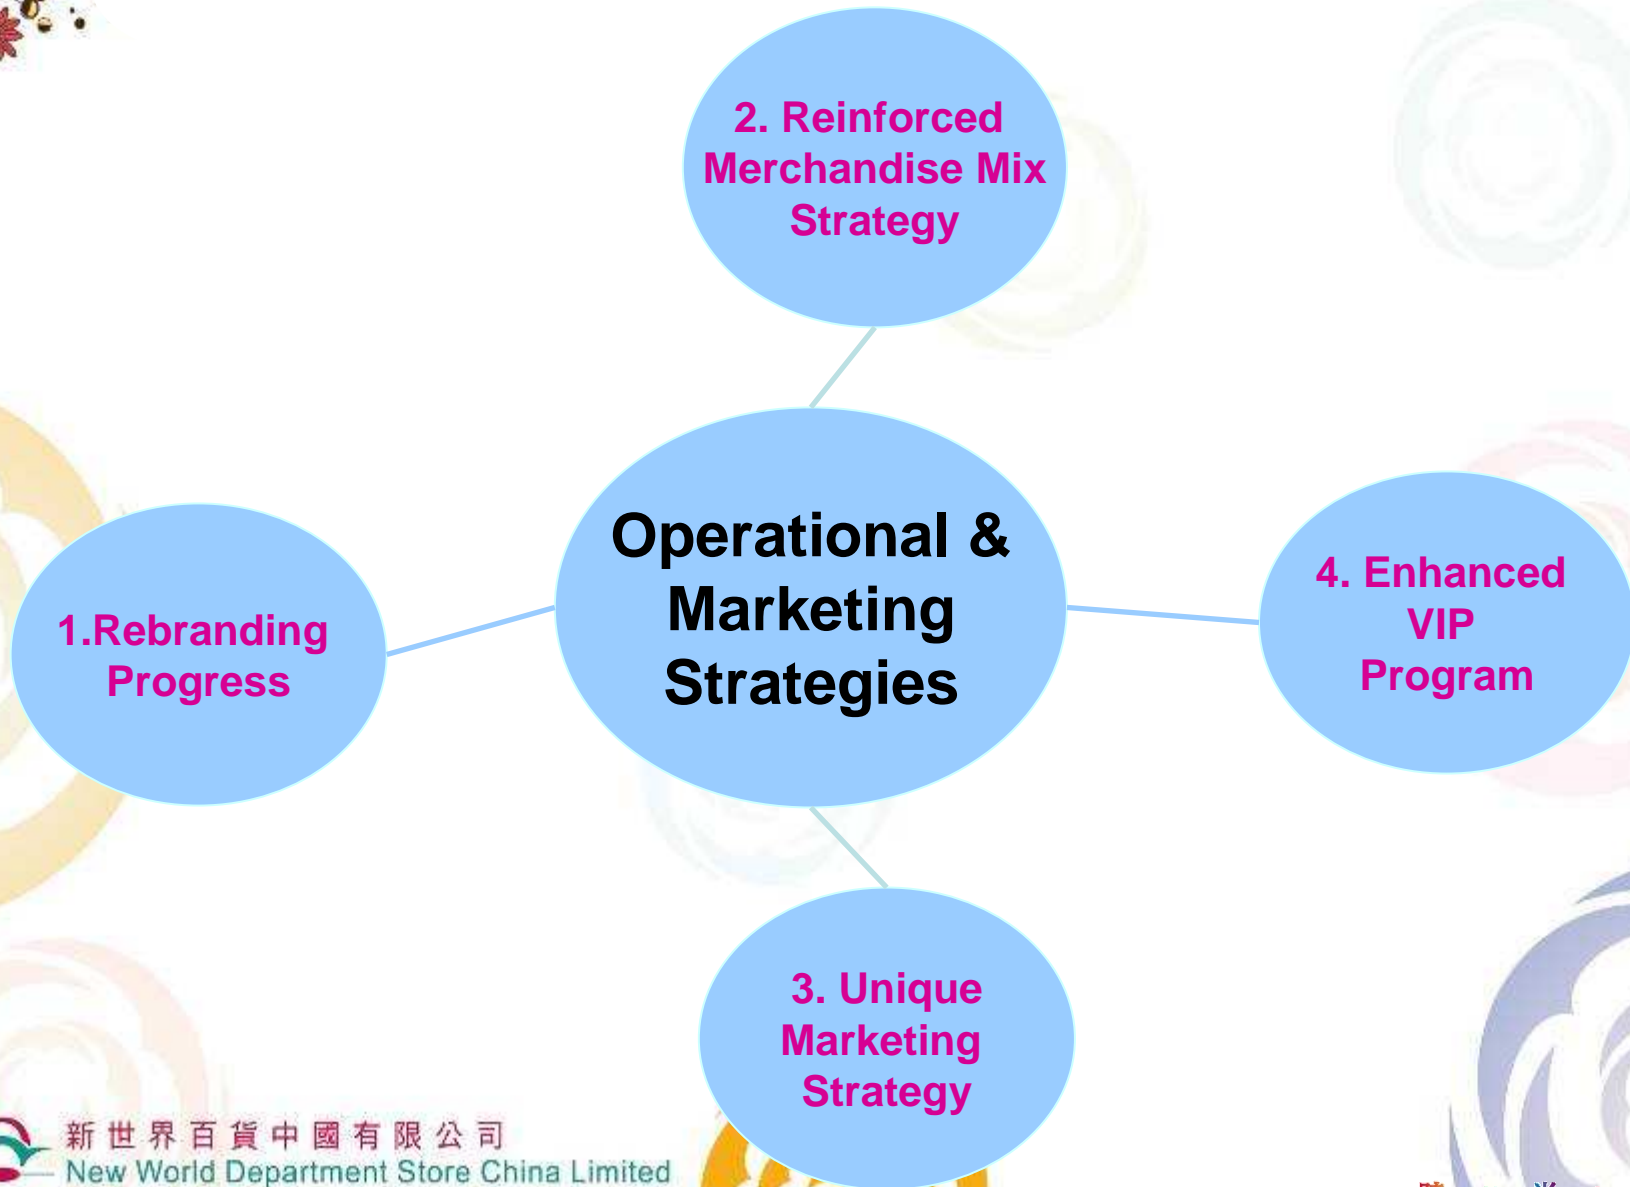 2. Reinforced
Merchandise Mix
Strategy
Operational &
Marketing
Strategies
1.Rebranding
Progress
4. Enhanced
VIP
Program
3. Unique
Marketing
Strategy
新世界百貨中國有限公司
New World Department Store China Limited